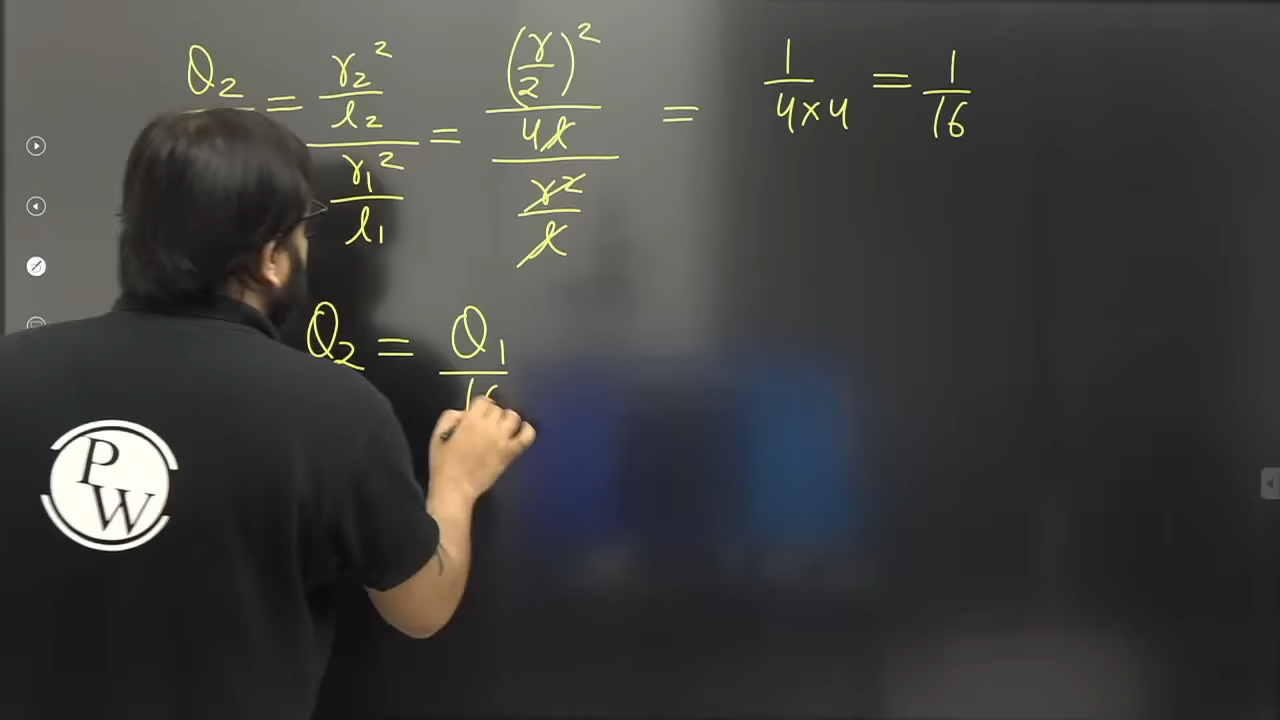 Q₂ = r₂²/l₂ / r₁²/l₁ = (r/2)²/4l / r²/l = 1/4×4 = 1/16
Q₂ = Q₁/16
PW